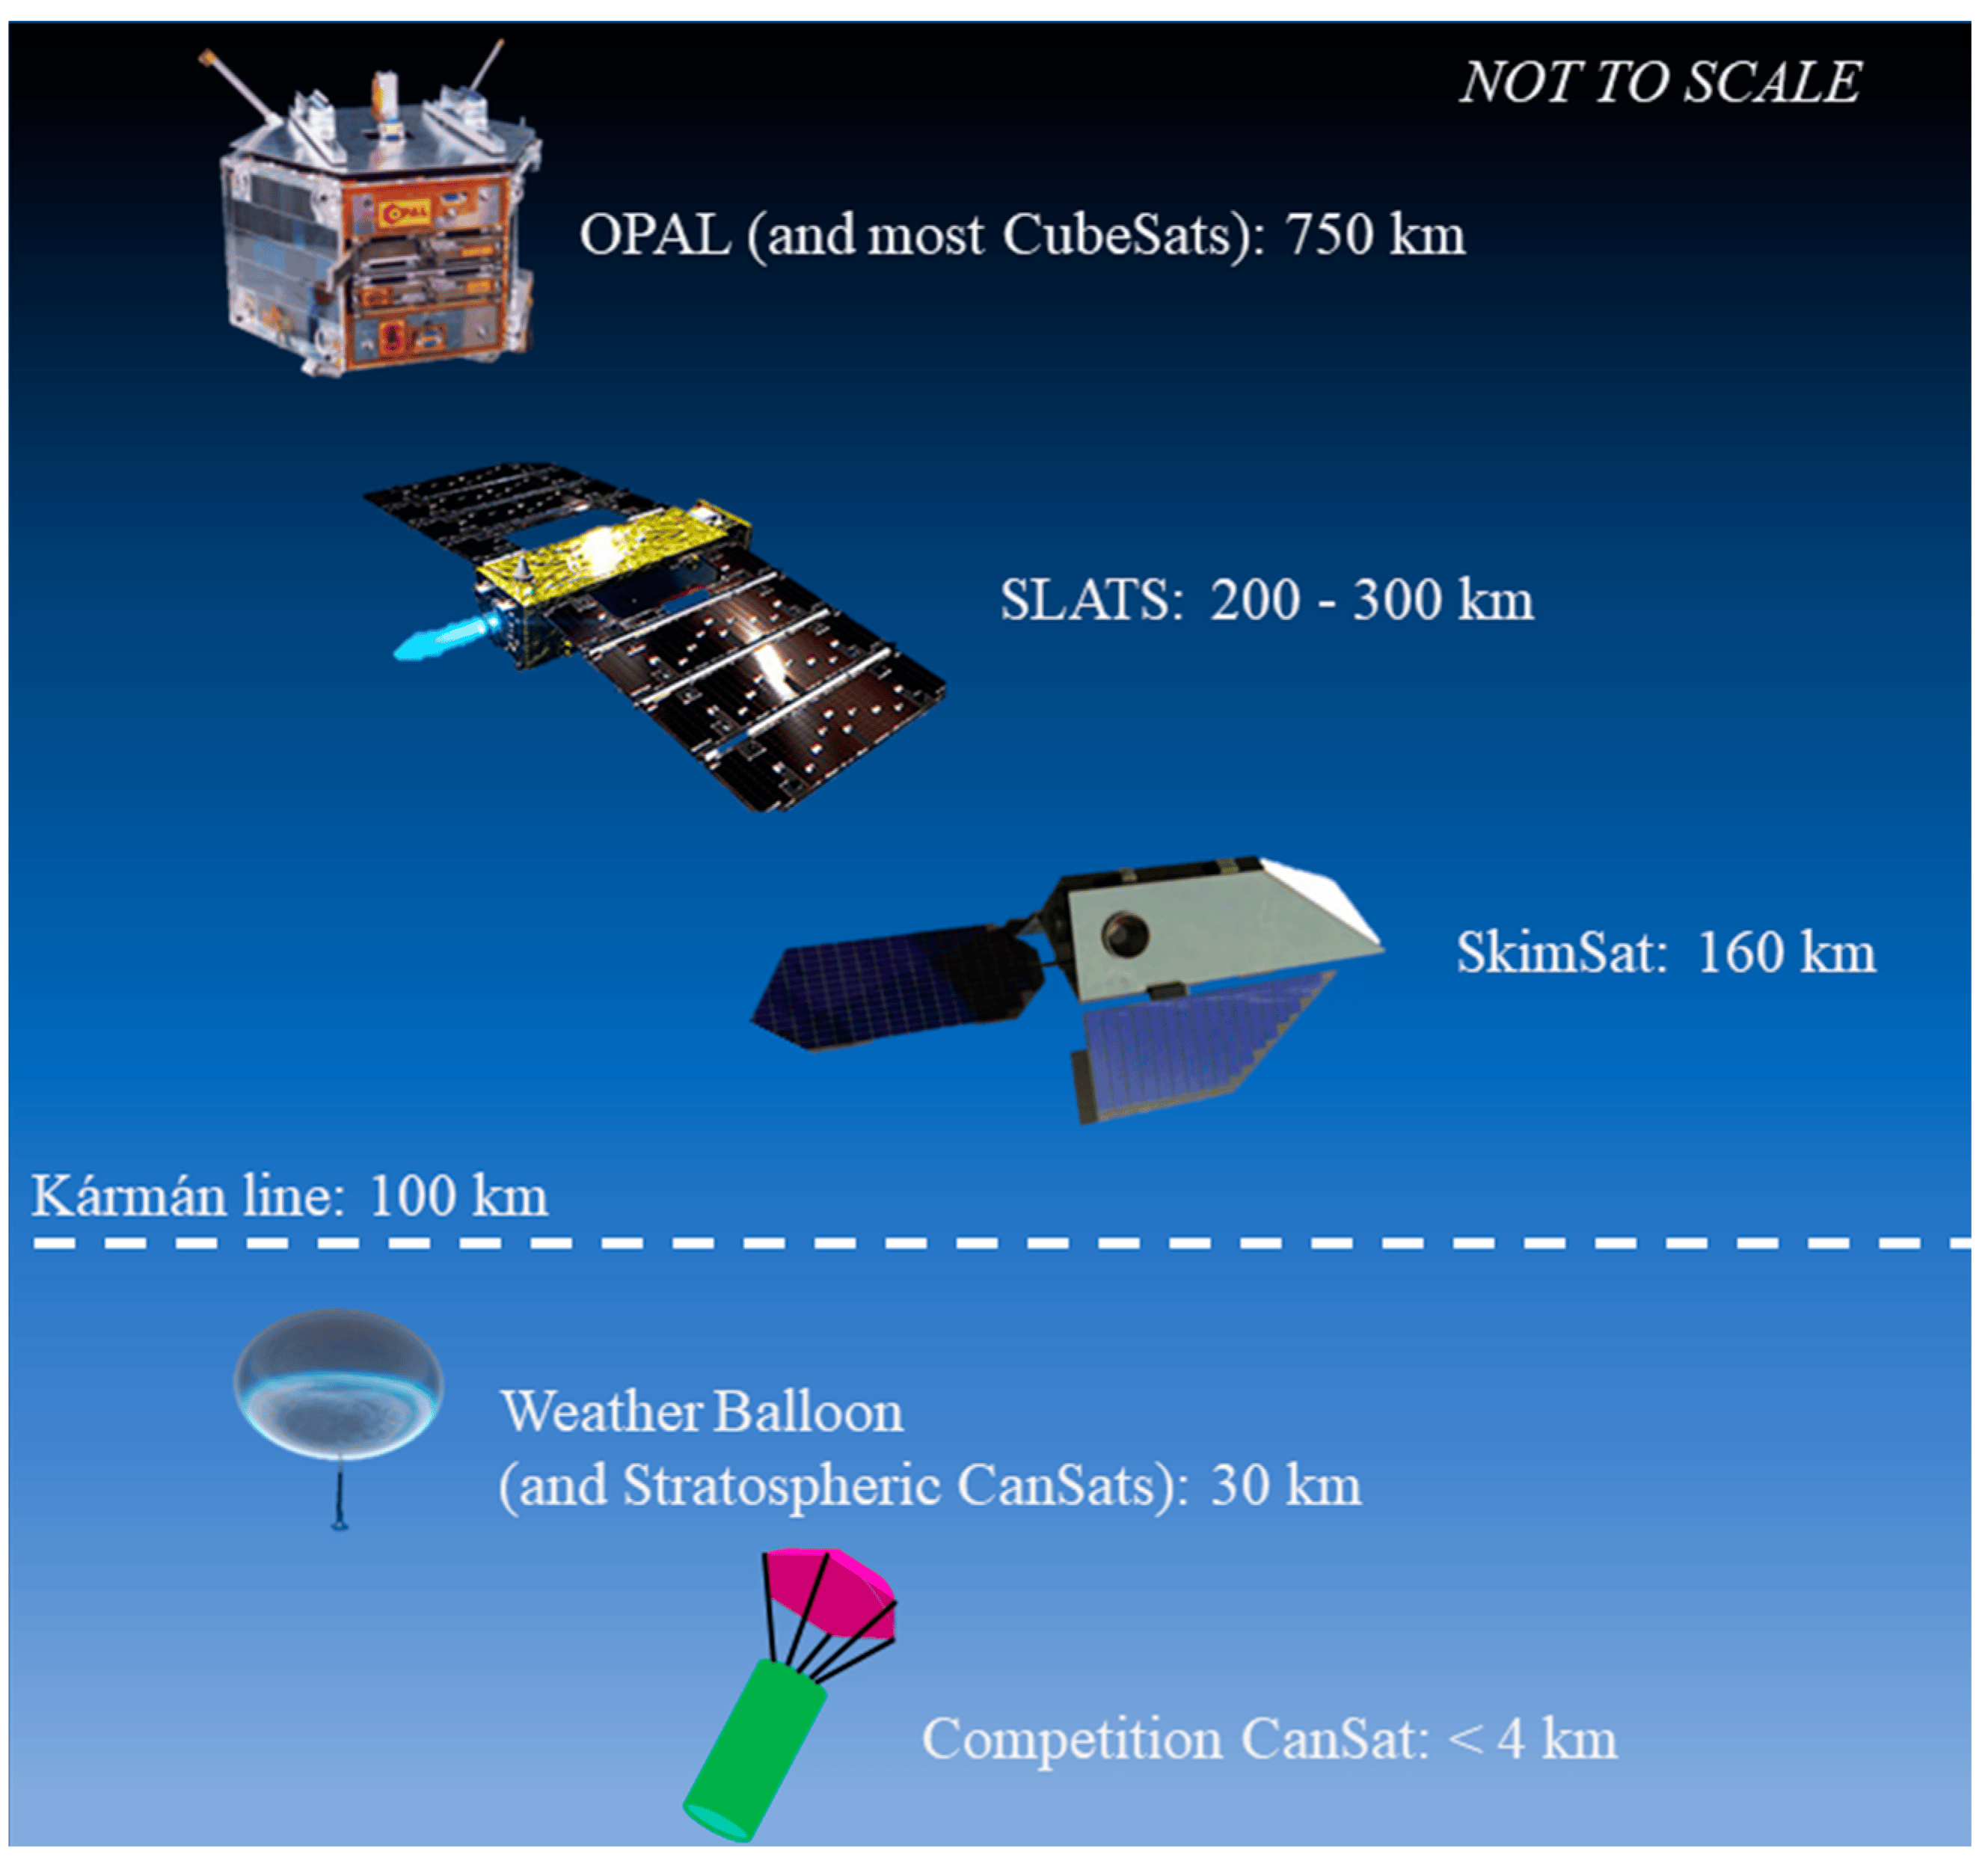 NOT TO SCALE
OPAL
OPAL (and most CubeSats): 750 km
SLATS: 200 - 300 km
SkimSat: 160 km
Kármán line: 100 km
Weather Balloon
(and Stratospheric CanSats): 30 km
Competition CanSat: < 4 km